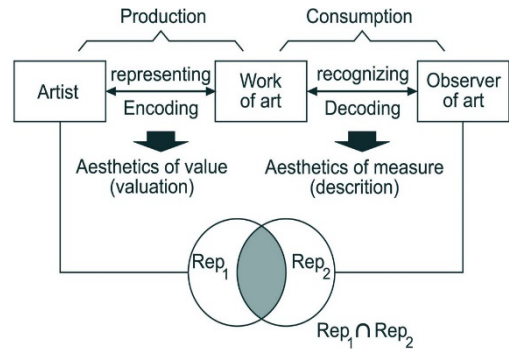 Production
Consumption
Artist
representing
Encoding
Work
of art
recognizing
Decoding
Observer
of art
Aesthetics of value
(valuation)
Aesthetics of measure
(descrition)
Rep₁
Rep₂
Rep₁ ∩ Rep₂